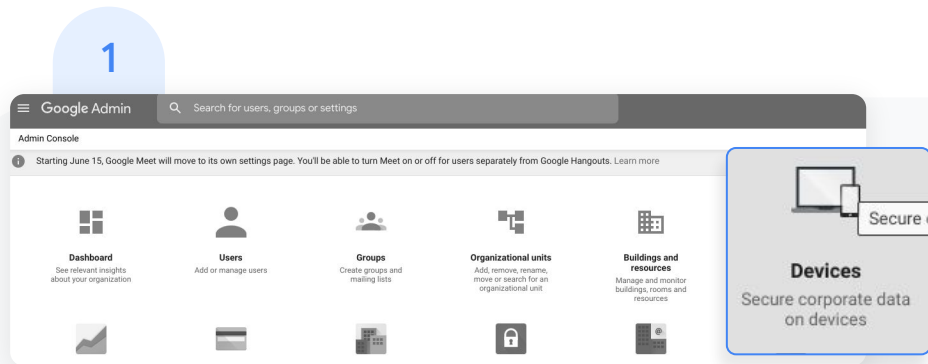 1
Google Admin
Search for users, groups or settings
Admin Console
Starting June 15, Google Meet will move to its own settings page. You'll be able to turn Meet on or off for users separately from Google Hangouts. Learn more
Dashboard
See relevant insights
about your organization
Users
Add or manage users
Groups
Create groups and
mailing lists
Organizational units
Add, remove, rename,
move or search for an
organizational unit
Buildings and
resources
Manage and monitor
buildings, rooms and
resources
Secure
Devices
Secure corporate data
on devices